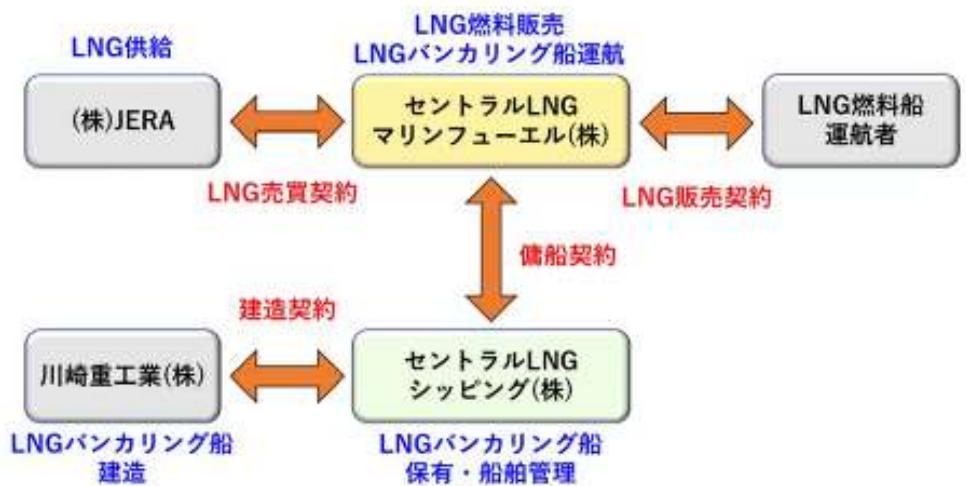 LNG供給
LNG燃料販売
LNGバンカリング船運航
(株)JERA
セントラルLNG
マリンフューエル(株)
LNG燃料船
運航者
LNG売買契約
LNG販売契約
傭船契約
建造契約
川崎重工業(株)
セントラルLNG
シッピング(株)
LNGバンカリング船
建造
LNGバンカリング船
保有・船舶管理